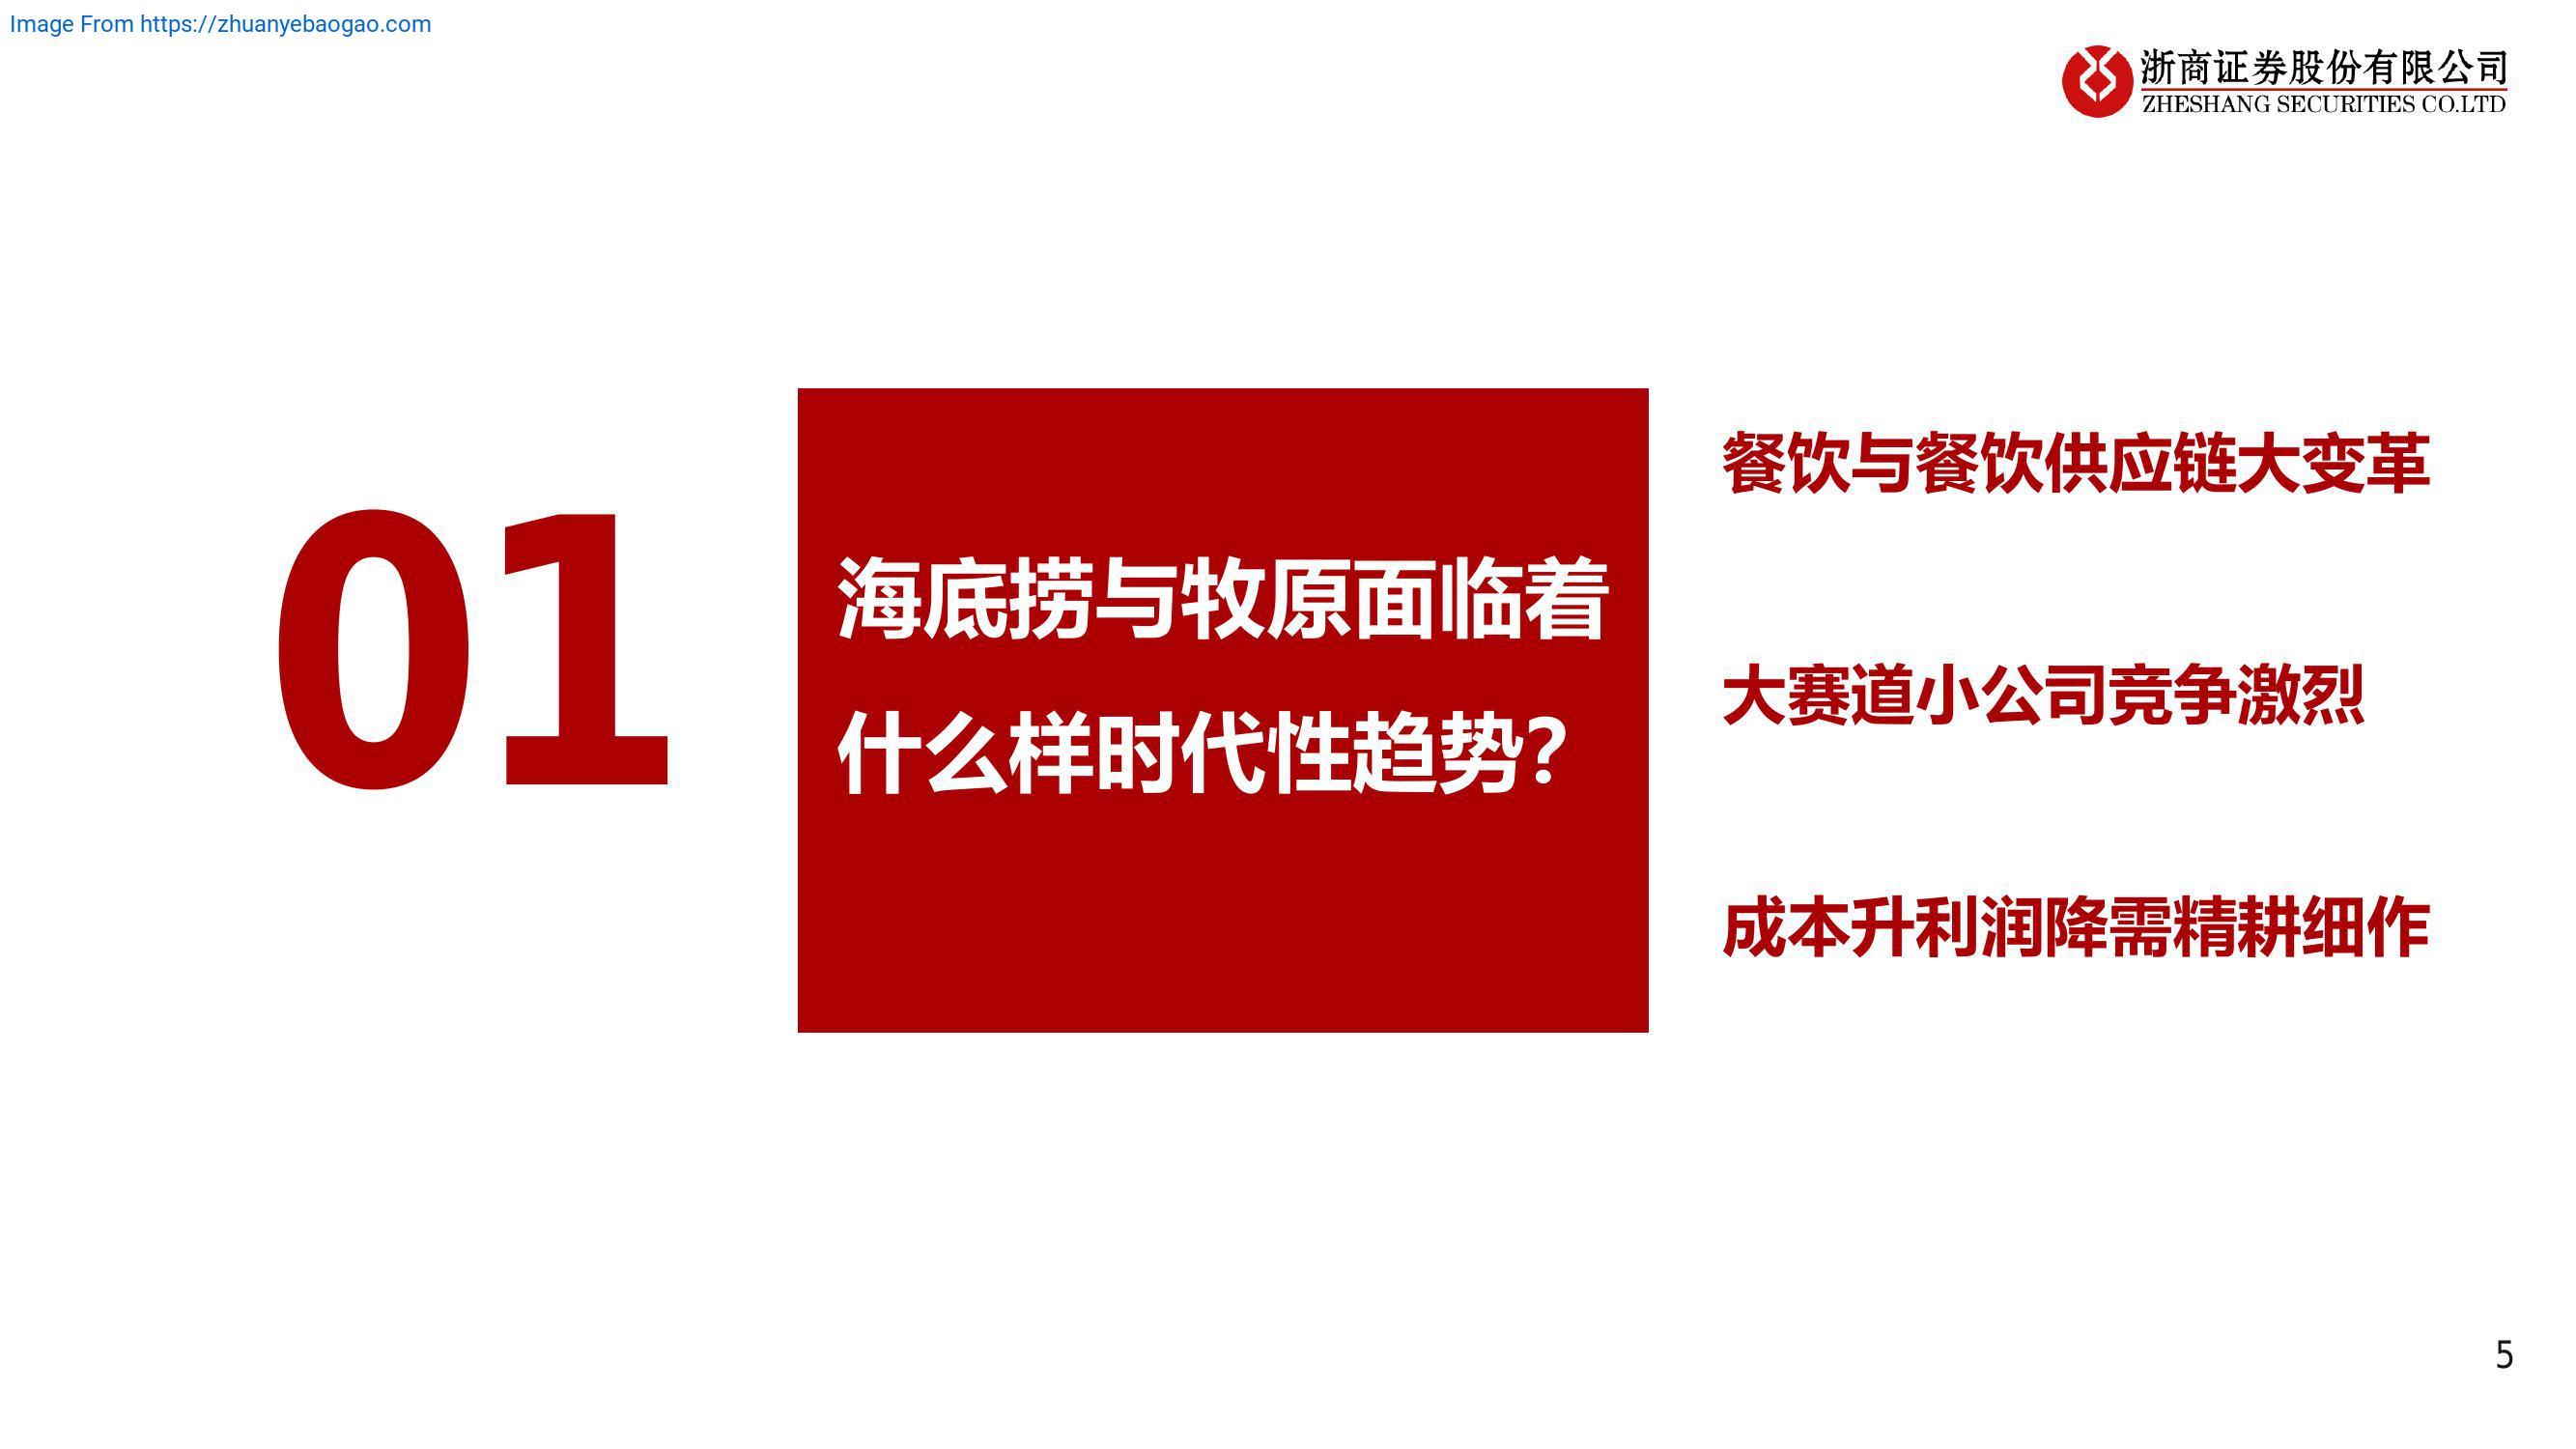 Image From https://zhuanyebaogao.com
浙商证券股份有限公司
ZHESHANG SECURITIES CO.LTD
01
海底捞与牧原面临着
什么样时代性趋势？
餐饮与餐饮供应链大变革
大赛道小公司竞争激烈
成本升利润降需精耕细作
5